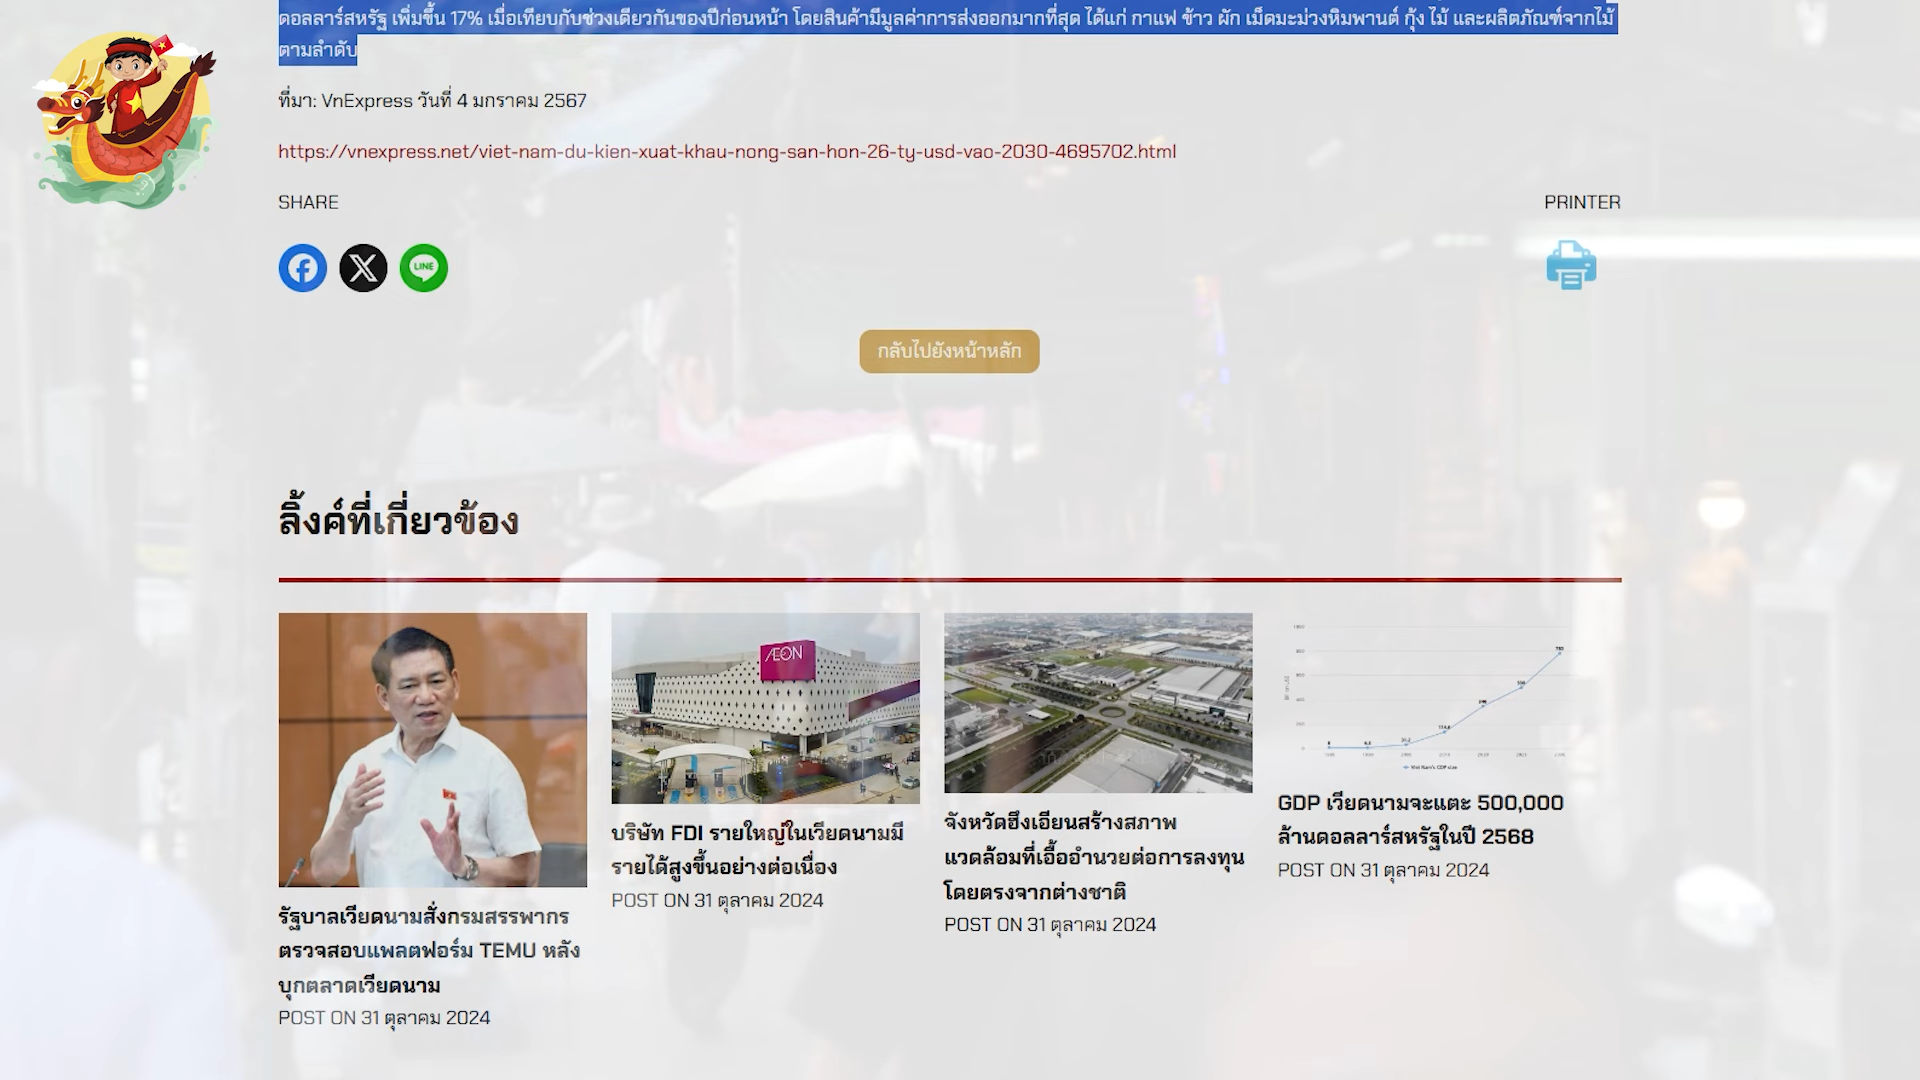 ดอลลาร์สหรัฐ เพิ่มขึ้น 17% เมื่อเทียบกับช่วงเดียวกันของปีก่อนหน้า โดยสินค้ามีมูลค่าการส่งออกมากที่สุด ได้แก่ กาแฟ ข้าว ผัก เม็ดมะม่วงหิมพานต์ กุ้ง ไม้ และผลิตภัณฑ์จากไม้
ตามลำดับ
ที่มา: VnExpress วันที่ 4 มกราคม 2567
https://vnexpress.net/viet-nam-du-kien-xuat-khau-nong-san-hon-26-ty-usd-vao-2030-4695702.html
SHARE
PRINTER
LINE
กลับไปยังหน้าหลัก
ลิ้งค์ที่เกี่ยวข้อง
ÆON
รัฐบาลเวียดนามสั่งกรมสรรพากร
ตรวจสอบแพลตฟอร์ม TEMU หลัง
บุกตลาดเวียดนาม
POST ON 31 ตุลาคม 2024
บริษัท FDI รายใหญ่ในเวียดนามมี
รายได้สูงขึ้นอย่างต่อเนื่อง
POST ON 31 ตุลาคม 2024
จังหวัดฮึงเอียนสร้างสภาพ
แวดล้อมที่เอื้ออำนวยต่อการลงทุน
โดยตรงจากต่างชาติ
POST ON 31 ตุลาคม 2024
GDP เวียดนามจะแตะ 500,000
ล้านดอลลาร์สหรัฐในปี 2568
POST ON 31 ตุลาคม 2024